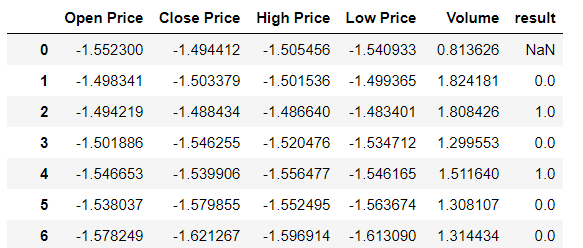 Open Price Close Price High Price Low Price Volume result
0 -1.552300 -1.494412 -1.505456 -1.540933 0.813626 NaN
1 -1.498341 -1.503379 -1.501536 -1.499365 1.824181 0.0
2 -1.494219 -1.488434 -1.486640 -1.483401 1.808426 1.0
3 -1.501886 -1.546255 -1.520476 -1.534712 1.299553 0.0
4 -1.546653 -1.539906 -1.556477 -1.546165 1.511640 1.0
5 -1.538037 -1.579855 -1.552495 -1.563674 1.308107 0.0
6 -1.578249 -1.621267 -1.596914 -1.613090 1.314434 0.0